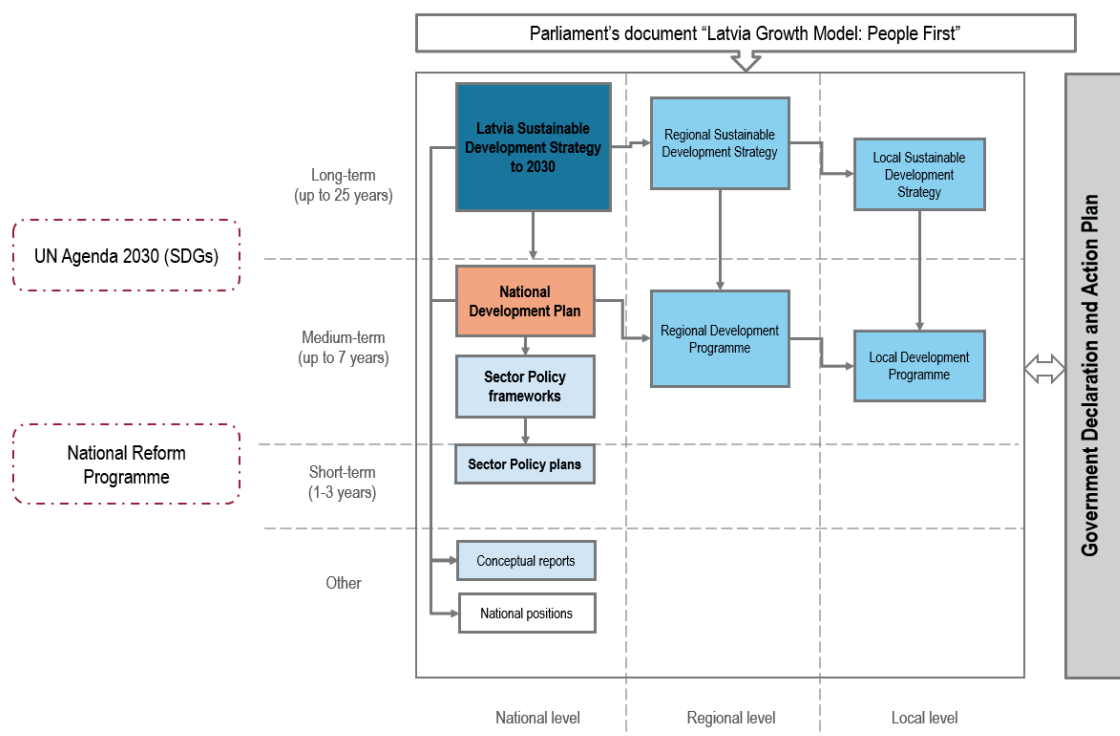 Parliament's document “Latvia Growth Model: People First”
Latvia Sustainable
Development Strategy
to 2030
Regional Sustainable
Development Strategy
Local Sustainable
Development
Strategy
Long-term
(up to 25 years)
UN Agenda 2030 (SDGs)
National
Development Plan
Regional Development
Programme
Local Development
Programme
Medium-term
(up to 7 years)
Sector Policy
frameworks
National Reform
Programme
Sector Policy plans
Short-term
(1-3 years)
Conceptual reports
Other
National positions
National level
Regional level
Local level
Government Declaration and Action Plan